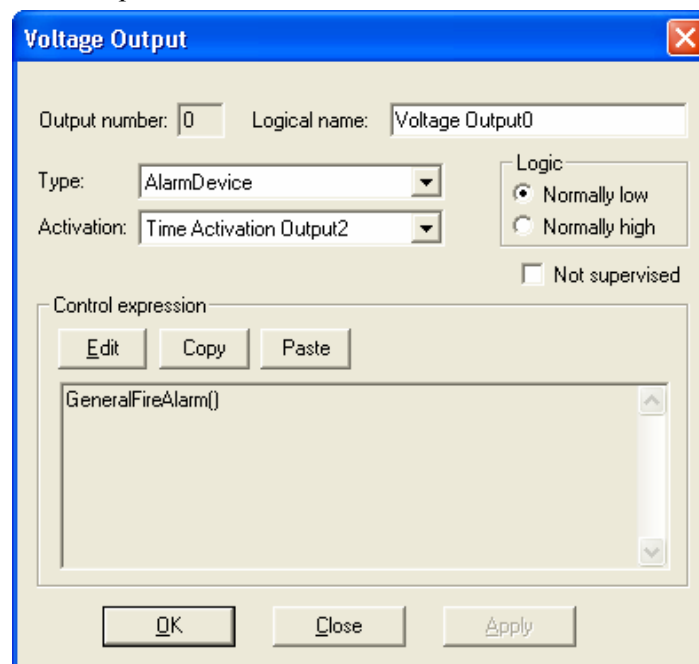 Voltage Output
Output number: 0 Logical name: Voltage Output0
Type: AlarmDevice
Logic
Normally low
Activation: Time Activation Output2
Normally high
Not supervised
Control expression
Edit Copy Paste
GeneralFireAlarm()
OK Close Apply